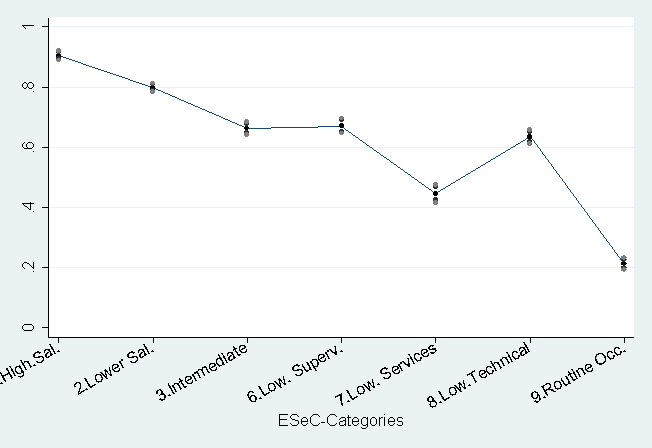 1
.8
.6
.4
.2
0
.High.Sal.
2.Lower Sal.
3.Intermediate
6.Low. Superv.
7.Low. Services
8.Low.Technical
9.Routine Occ.
ESeC-Categories